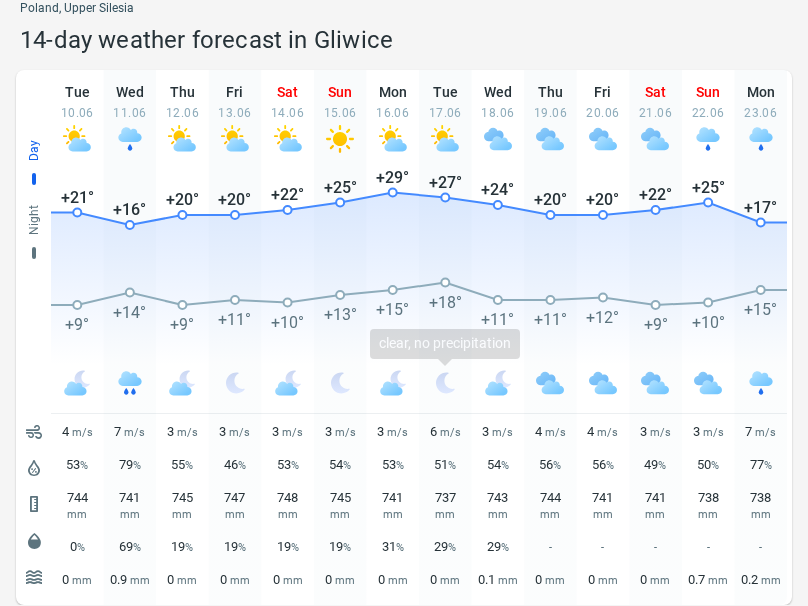 Poland, Upper Silesia
14-day weather forecast in Gliwice
Tue Wed Thu Fri Sat Sun Mon Tue Wed Thu Fri Sat Sun Mon
10.06 11.06 12.06 13.06 14.06 15.06 16.06 17.06 18.06 19.06 20.06 21.06 22.06 23.06
Day
+21° +16° +20° +20° +22° +25° +29° +27° +24° +20° +20° +22° +25° +17°
Night
+9° +14° +9° +11° +10° +13° +15° +18° +11° +11° +12° +9° +10° +15°
clear, no precipitation
4 m/s 7 m/s 3 m/s 3 m/s 3 m/s 3 m/s 3 m/s 6 m/s 3 m/s 4 m/s 4 m/s 3 m/s 3 m/s 7 m/s
53% 79% 55% 46% 53% 54% 53% 51% 54% 56% 56% 49% 50% 77%
744 741 745 747 748 745 741 737 743 744 741 741 738 738
mm mm mm mm mm mm mm mm mm mm mm mm mm mm
0% 69% 19% 19% 19% 19% 31% 29% 29% - - - - -
0 mm 0.9 mm 0 mm 0 mm 0 mm 0 mm 0 mm 0 mm 0.1 mm 0 mm 0 mm 0 mm 0.7 mm 0.2 mm